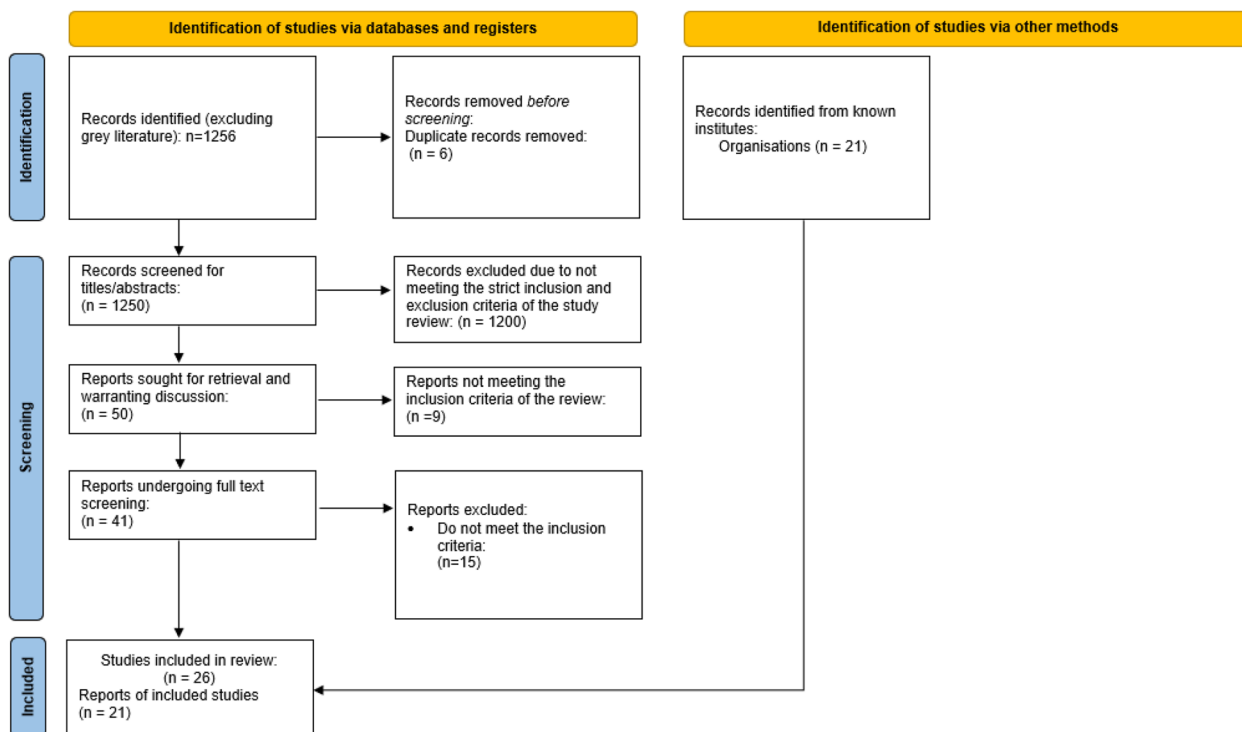 Identification of studies via databases and registers
Identification of studies via other methods
Identification
Records identified (excluding
grey literature): n=1256
Records removed before
screening:
Duplicate records removed:
(n = 6)
Records identified from known
institutes:
Organisations (n = 21)
Screening
Records screened for
titles/abstracts:
(n = 1250)
Records excluded due to not
meeting the strict inclusion and
exclusion criteria of the study
review: (n = 1200)
Reports sought for retrieval and
warranting discussion:
(n = 50)
Reports not meeting the
inclusion criteria of the review:
(n =9)
Reports undergoing full text
screening:
(n = 41)
Reports excluded:
• Do not meet the inclusion
criteria:
(n=15)
Included
Studies included in review:
(n = 26)
Reports of included studies
(n = 21)